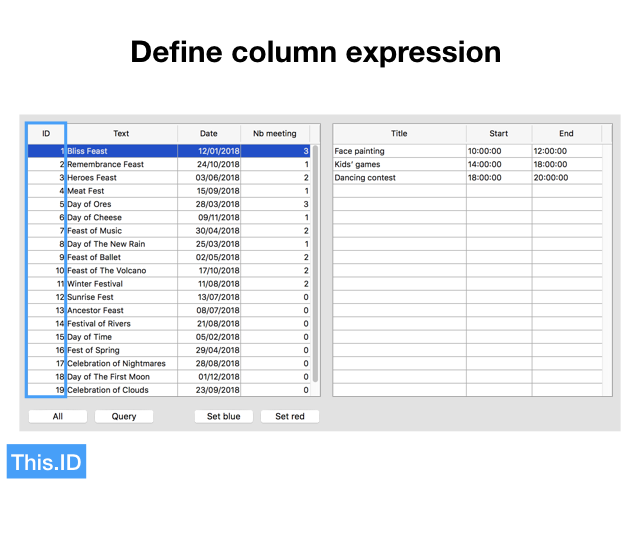 Define column expression
ID Text Date Nb meeting
1 Bliss Feast 12/01/2018 3
2 Remembrance Feast 24/10/2018 1
3 Heroes Feast 03/06/2018 2
4 Meat Fest 15/09/2018 1
5 Day of Ores 28/03/2018 3
6 Day of Cheese 09/11/2018 1
7 Feast of Music 30/04/2018 2
8 Day of The New Rain 25/03/2018 1
9 Feast of Ballet 02/05/2018 2
10 Feast of The Volcano 17/10/2018 2
11 Winter Festival 11/08/2018 2
12 Sunrise Fest 13/07/2018 0
13 Ancestor Feast 08/07/2018 0
14 Festival of Rivers 21/08/2018 0
15 Day of Time 05/02/2018 0
16 Fest of Spring 29/04/2018 0
17 Celebration of Nightmares 28/08/2018 0
18 Day of The First Moon 01/12/2018 0
19 Celebration of Clouds 23/09/2018 0
Title Start End
Face painting 10:00:00 12:00:00
Kids' games 14:00:00 18:00:00
Dancing contest 18:00:00 20:00:00
All Query Set blue Set red
This.ID